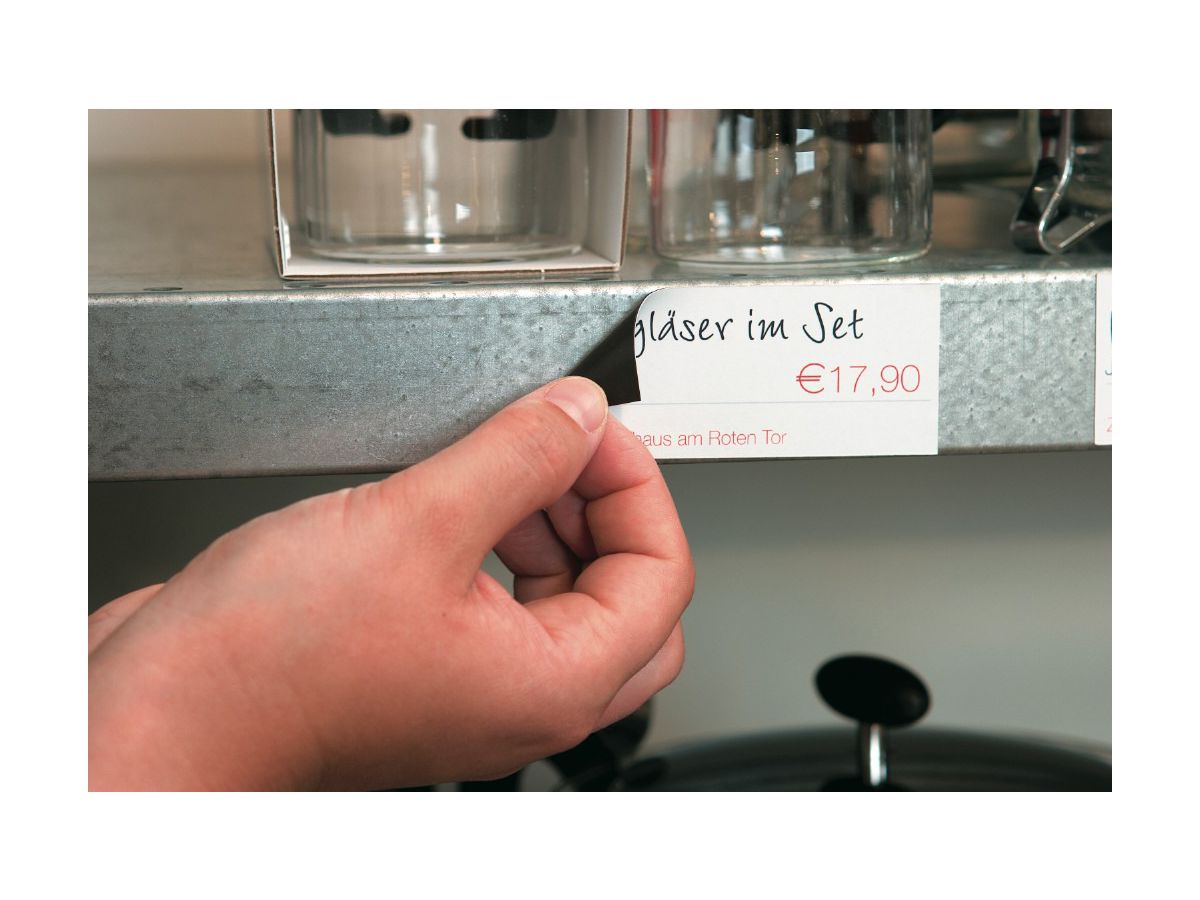 gläser im Set
€17,90
haus am Roten Tor